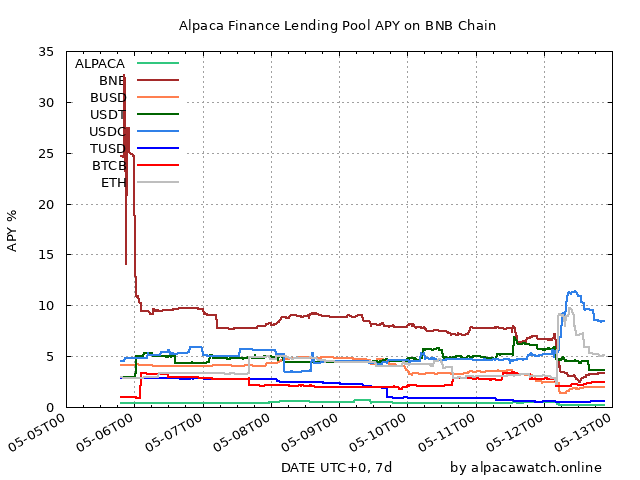 Alpaca Finance Lending Pool APY on BNB Chain
35
30
25
20
15
10
5
0
APY %
ALPACA
BNB
BUSD
USDT
USDC
TUSD
BTCB
ETH
05-05T00
05-06T00
05-07T00
05-08T00
05-09T00
05-10T00
05-11T00
05-12T00
05-13T00
DATE UTC+0, 7d
by alpacawatch.online